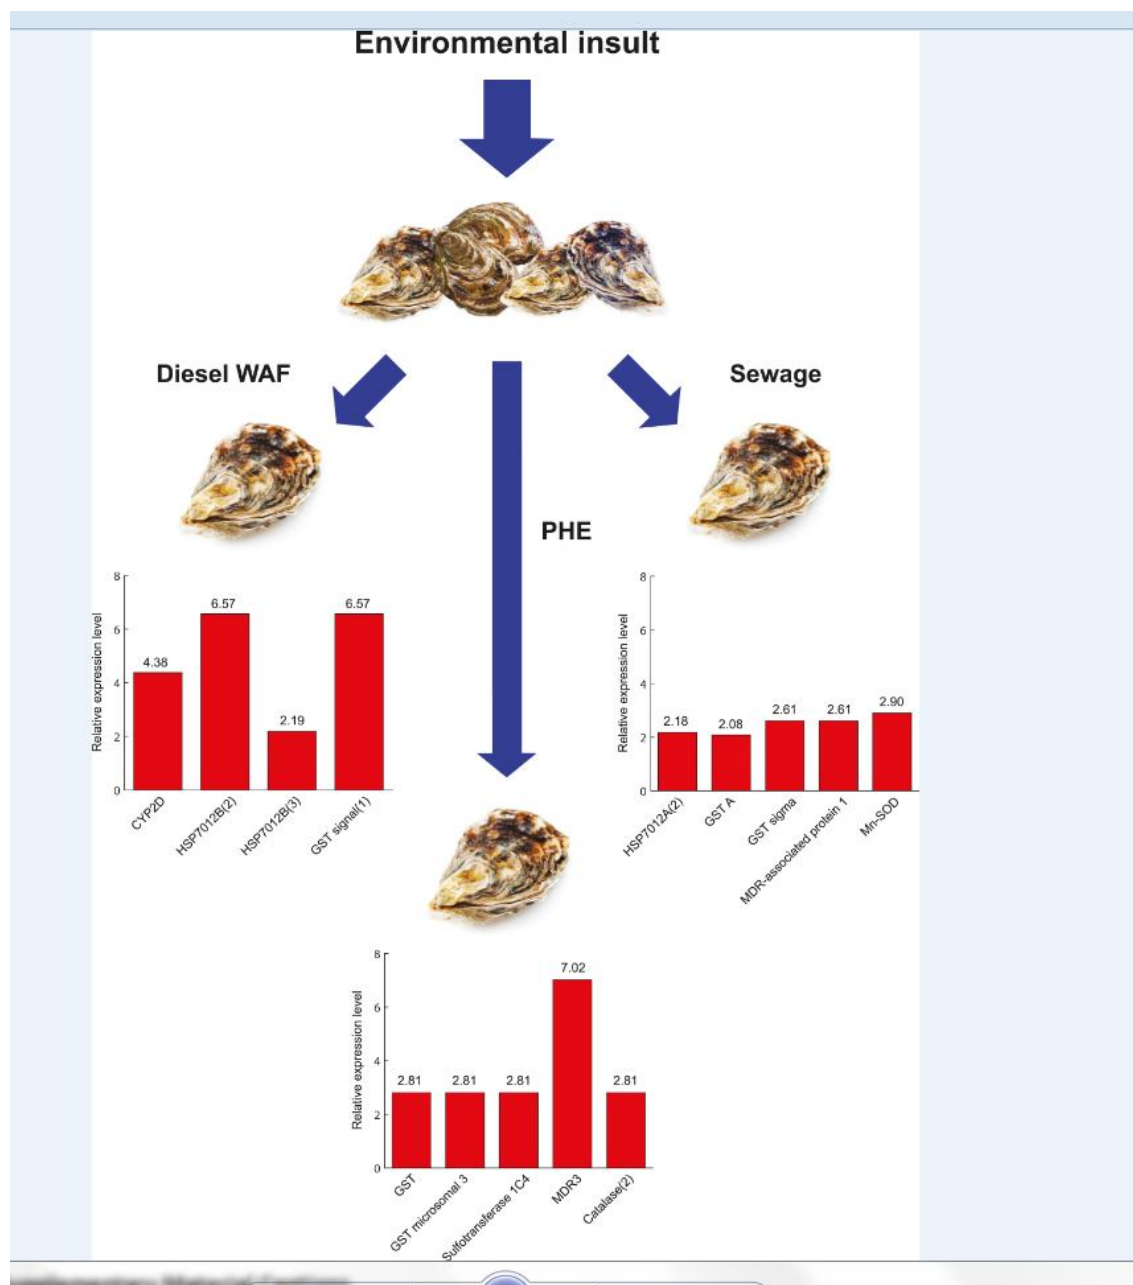 Environmental insult
Diesel WAF
Sewage
PHE
Relative expression level
8
6
4
2
0
4.38
6.57
2.19
6.57
CYP2D
HSP7012B(2)
HSP7012B(3)
GST signal(1)
Relative expression level
8
6
4
2
0
2.18
2.08
2.61
2.61
2.90
HSP7012A(2)
GST A
GST sigma
MDR-associated protein 1
Mn-SOD
Relative expression level
8
6
4
2
0
2.81
2.81
2.81
7.02
2.81
GST
GST microsomal 3
Sulfotransferase 1C4
MDR3
Catalase(2)